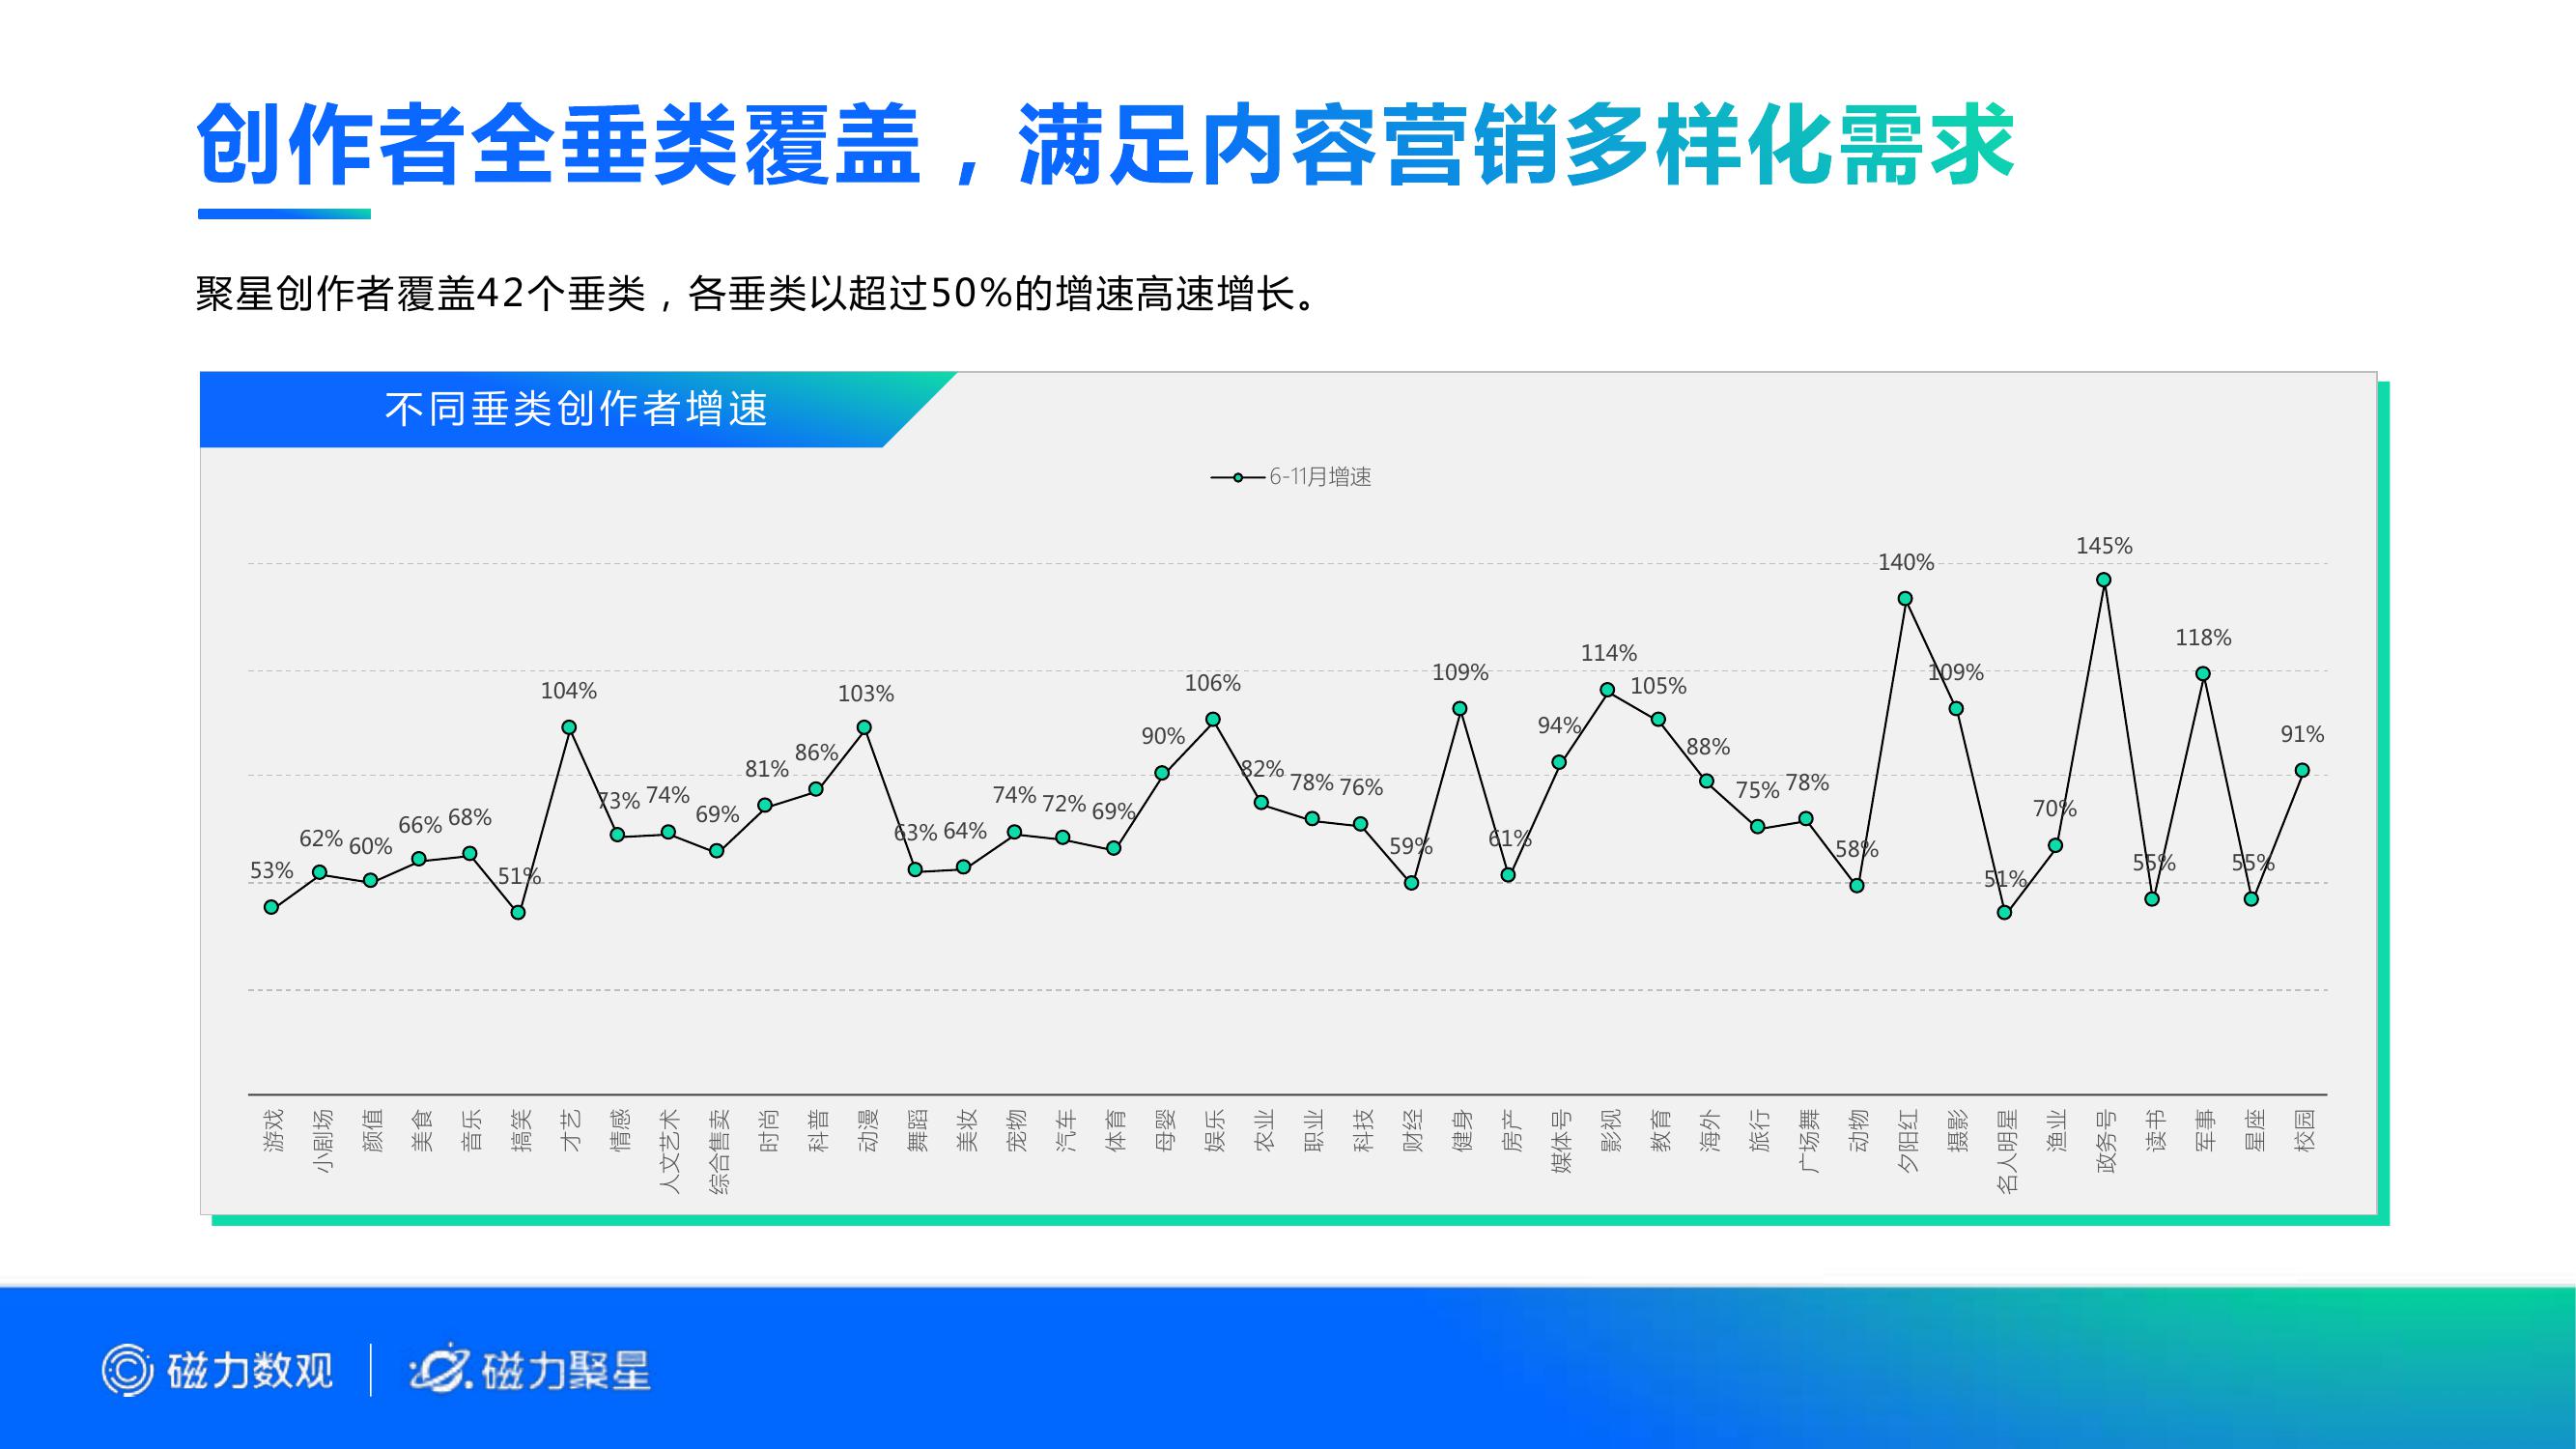 创作者全垂类覆盖，满足内容营销多样化需求
聚星创作者覆盖42个垂类，各垂类以超过50%的增速高速增长。
不同垂类创作者增速
6-11月增速
53%
62%
60%
66%
68%
51%
104%
73%
74%
69%
81%
86%
103%
63%
64%
74%
72%
69%
90%
106%
82%
78%
76%
59%
109%
61%
94%
114%
105%
88%
75%
78%
58%
140%
109%
51%
70%
145%
55%
118%
55%
91%
游戏
小剧场
颜值
美食
音乐
搞笑
才艺
情感
人文艺术
综合售卖
时尚
科普
动漫
舞蹈
美妆
宠物
汽车
体育
母婴
娱乐
农业
职业
科技
财经
健身
房产
媒体号
影视
教育
海外
旅行
广场舞
动物
夕阳红
摄影
名人明星
渔业
政务号
读书
军事
星座
校园
磁力数观
磁力聚星